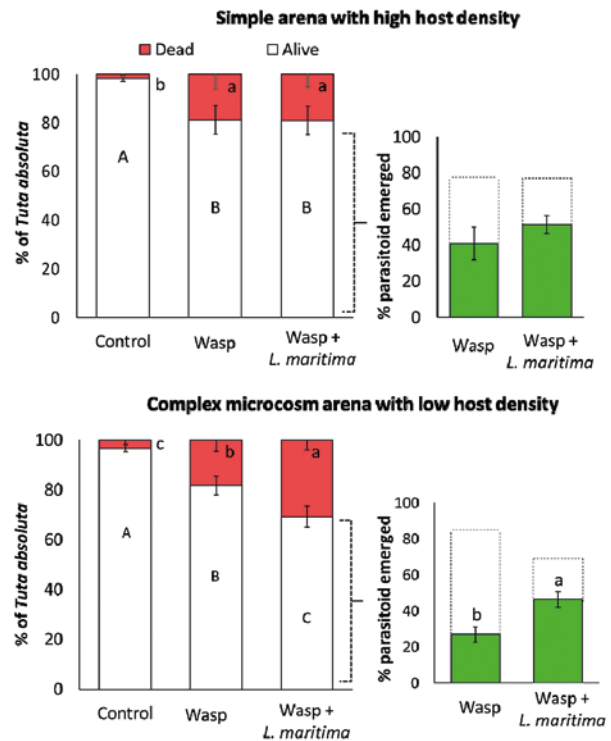 Simple arena with high host density
Dead
Alive
% of Tuta absoluta
100
80
60
40
20
0
b
a
a
A
B
B
Control
Wasp
Wasp +
L. maritima
% parasitoid emerged
100
80
60
40
20
0
Wasp
Wasp +
L. maritima
Complex microcosm arena with low host density
% of Tuta absoluta
100
80
60
40
20
0
c
b
a
A
B
C
Control
Wasp
Wasp +
L. maritima
% parasitoid emerged
100
80
60
40
20
0
b
a
Wasp
Wasp +
L. maritima